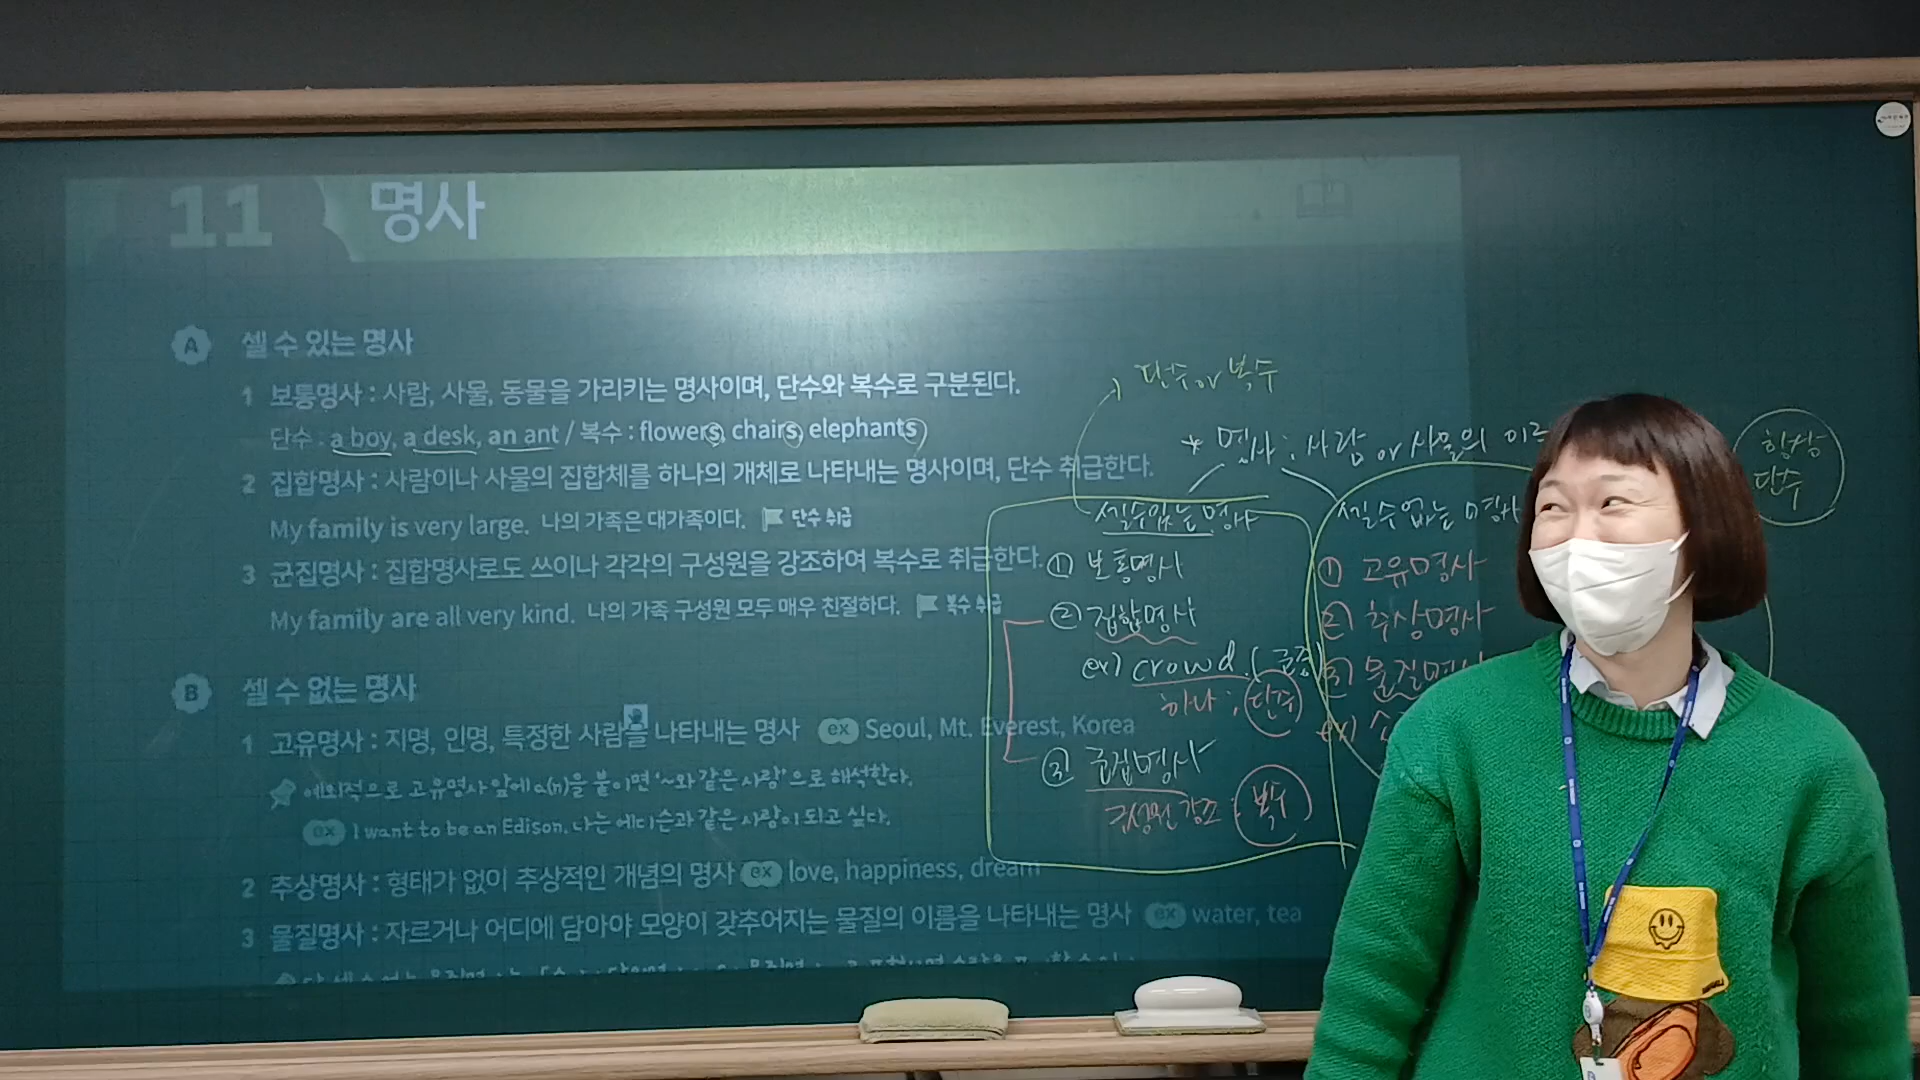 11 명사
A 셀 수 있는 명사
1 보통명사 : 사람, 사물, 동물을 가리키는 명사이며, 단수와 복수로 구분된다.
단수 : a boy, a desk, an ant / 복수 : flowers, chairs, elephants
2 집합명사 : 사람이나 사물의 집합체를 하나의 개체로 나타내는 명사이며, 단수 취급한다.
My family is very large. 나의 가족은 대가족이다. 단수 취급
3 군집명사 : 집합명사로도 쓰이나 각각의 구성원을 강조하여 복수로 취급한다.
My family are all very kind. 나의 가족 구성원 모두 매우 친절하다. 복수 취급
B 셀 수 없는 명사
1 고유명사 : 지명, 인명, 특정한 사람을 나타내는 명사 ex Seoul, Mt. Everest, Korea
예외적으로 고유명사 앞에 a(n)을 붙이면 '~와 같은 사람'으로 해석한다.
ex I want to be an Edison. 나는 에디슨과 같은 사람이 되고 싶다.
2 추상명사 : 형태가 없이 추상적인 개념의 명사 ex love, happiness, dream
3 물질명사 : 자르거나 어디에 담아야 모양이 갖추어지는 물질의 이름을 나타내는 명사 ex water, tea
단수 or 복수
* 명사 : 사람 or 사물의 이르
셀수있는 명사
① 보통명사
② 집합명사
ex) crowd (군중)
하나 : 단수
③ 군집명사
구성원 강조 : 복수
셀수없는 명사
① 고유명사
② 추상명사
③ 물질명사
ex)
항상
단수